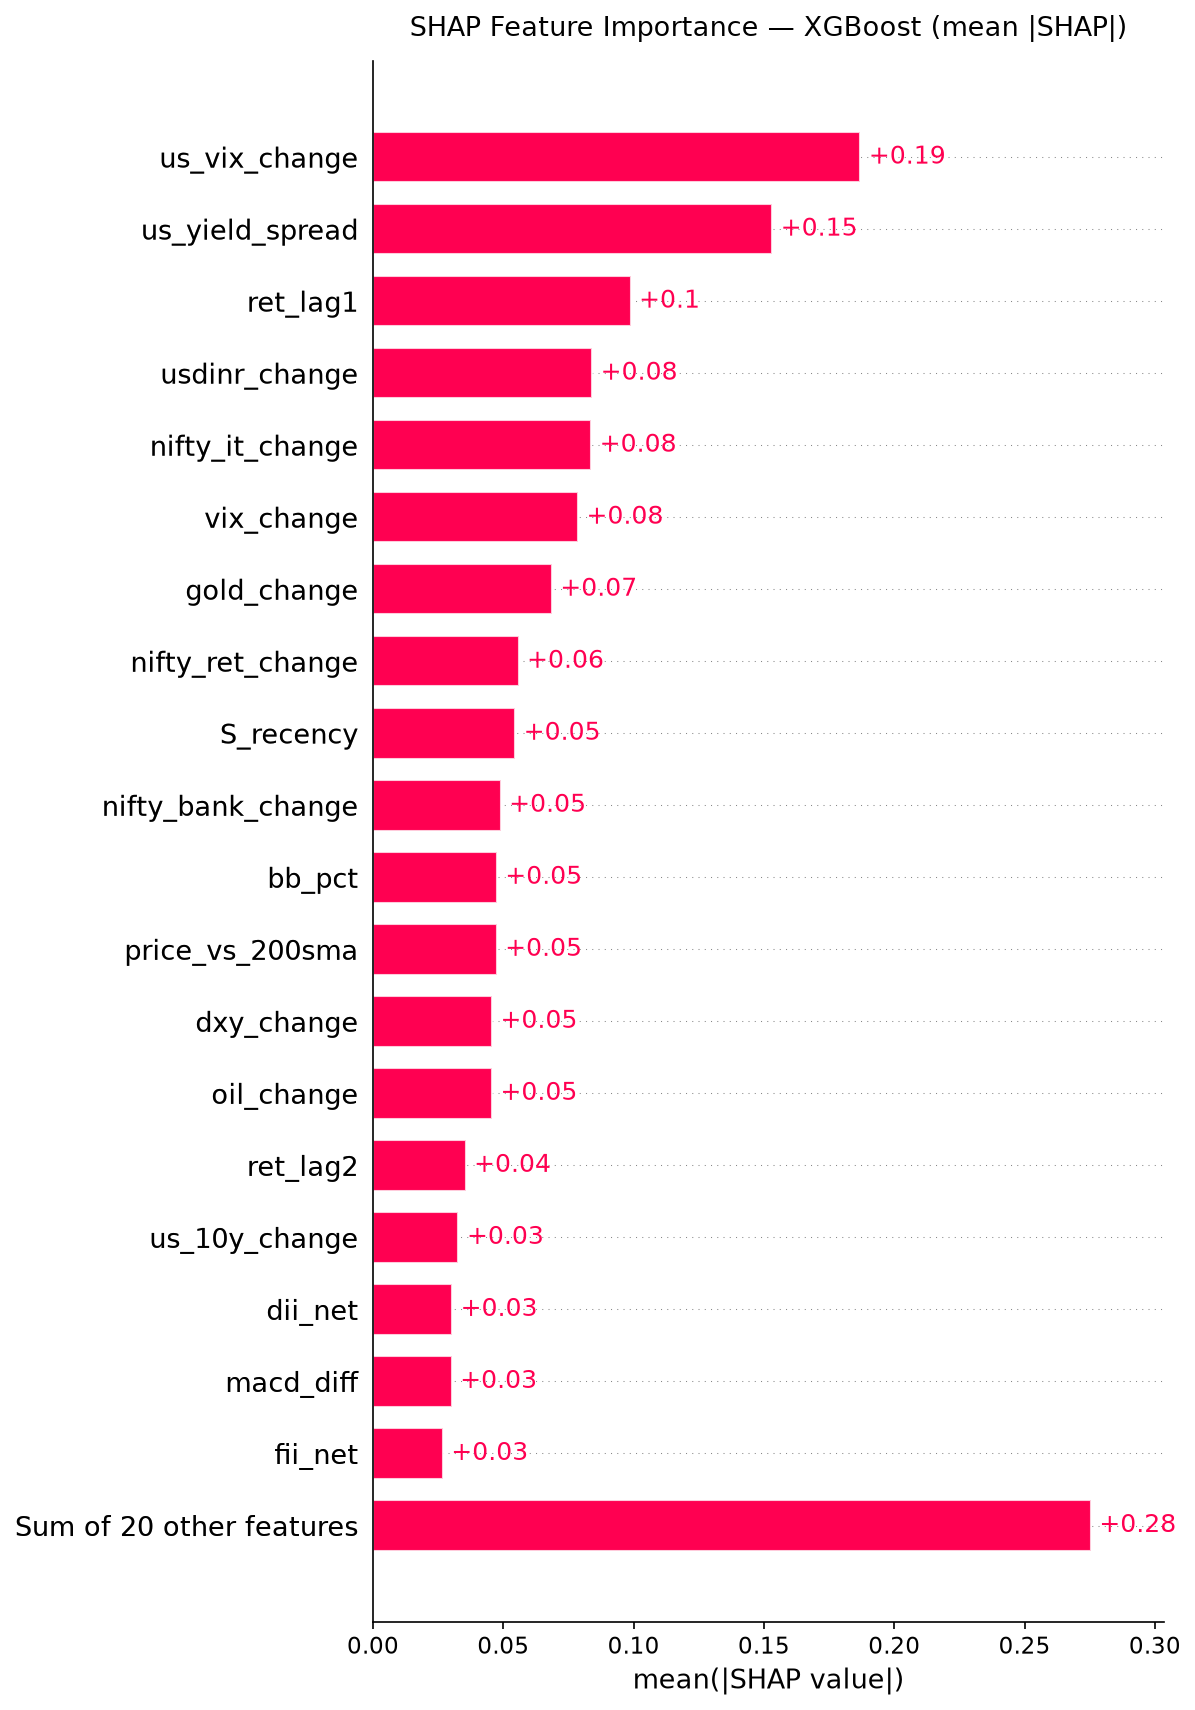 SHAP Feature Importance — XGBoost (mean |SHAP|)
us_vix_change +0.19
us_yield_spread +0.15
ret_lag1 +0.1
usdinr_change +0.08
nifty_it_change +0.08
vix_change +0.08
gold_change +0.07
nifty_ret_change +0.06
S_recency +0.05
nifty_bank_change +0.05
bb_pct +0.05
price_vs_200sma +0.05
dxy_change +0.05
oil_change +0.05
ret_lag2 +0.04
us_10y_change +0.03
dii_net +0.03
macd_diff +0.03
fii_net +0.03
Sum of 20 other features +0.28
0.00 0.05 0.10 0.15 0.20 0.25 0.30
mean(|SHAP value|)